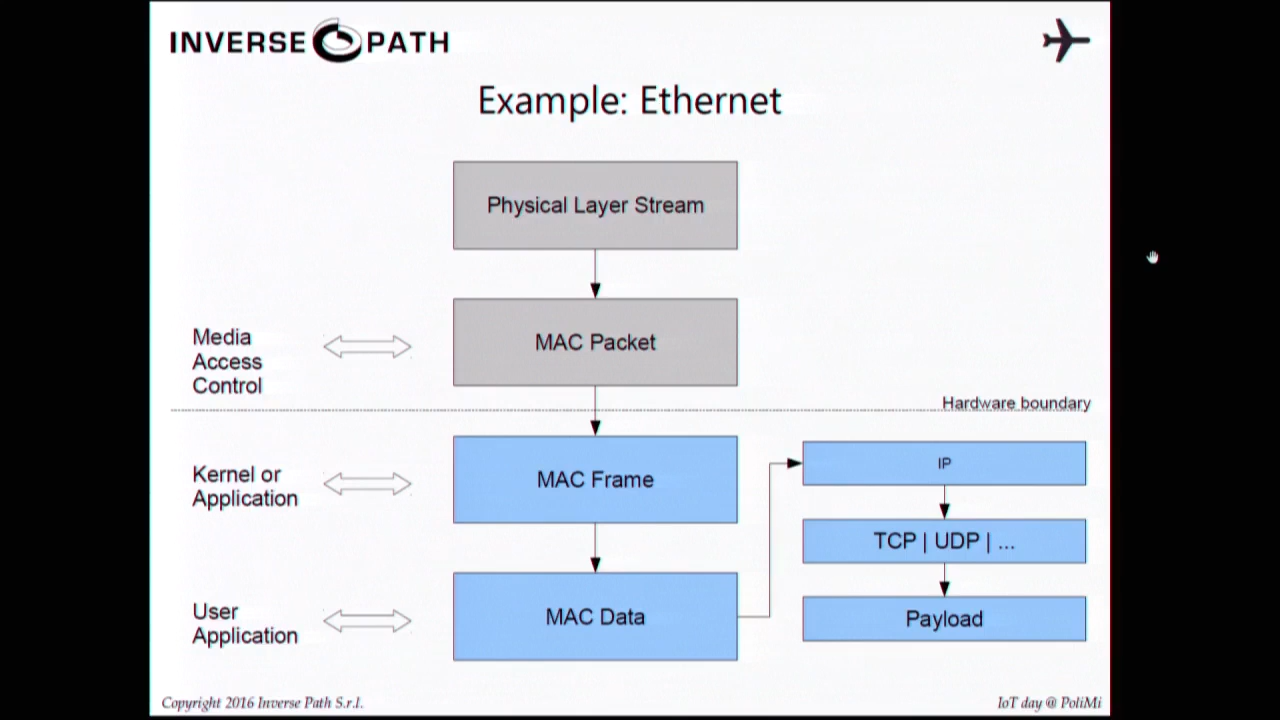 INVERSE PATH
Example: Ethernet
Physical Layer Stream
MAC Packet
Media
Access
Control
Hardware boundary
Kernel or
Application
MAC Frame
IP
TCP | UDP | ...
User
Application
MAC Data
Payload
Copyright 2016 Inverse Path S.r.l.
IoT day @ PoliMi